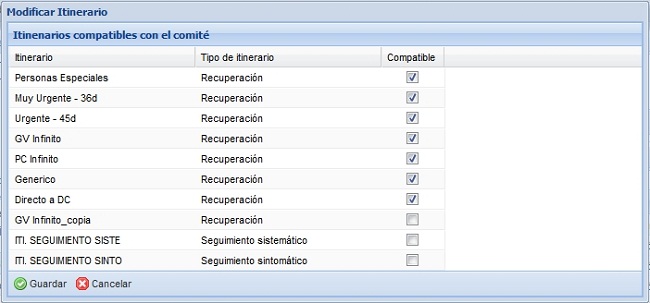 Modificar Itinerario
Itinenarios compatibles con el comité
Itinerario Tipo de itinerario Compatible
Personas Especiales Recuperación
Muy Urgente - 36d Recuperación
Urgente - 45d Recuperación
GV Infinito Recuperación
PC Infinito Recuperación
Generico Recuperación
Directo a DC Recuperación
GV Infinito_copia Recuperación
ITI. SEGUIMIENTO SISTE Seguimiento sistemático
ITI. SEGUIMIENTO SINTO Seguimiento sintomático
Guardar Cancelar